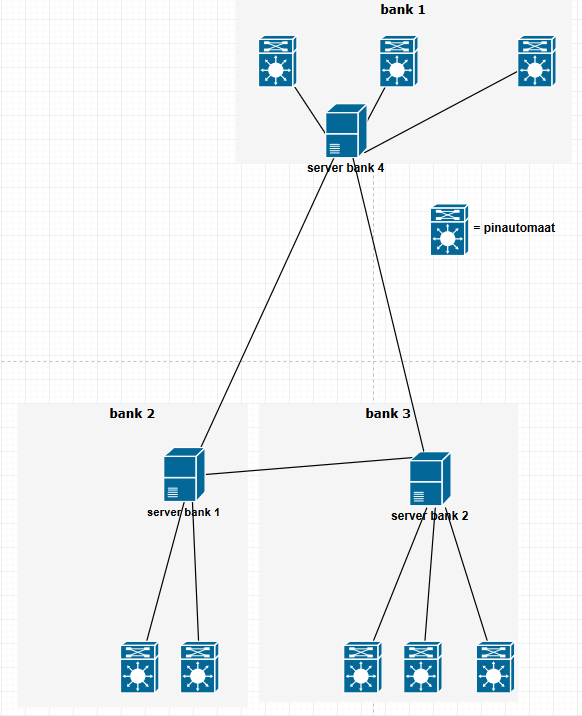 bank 1
server bank 4
= pinautomaat
bank 2
bank 3
server bank 1
server bank 2